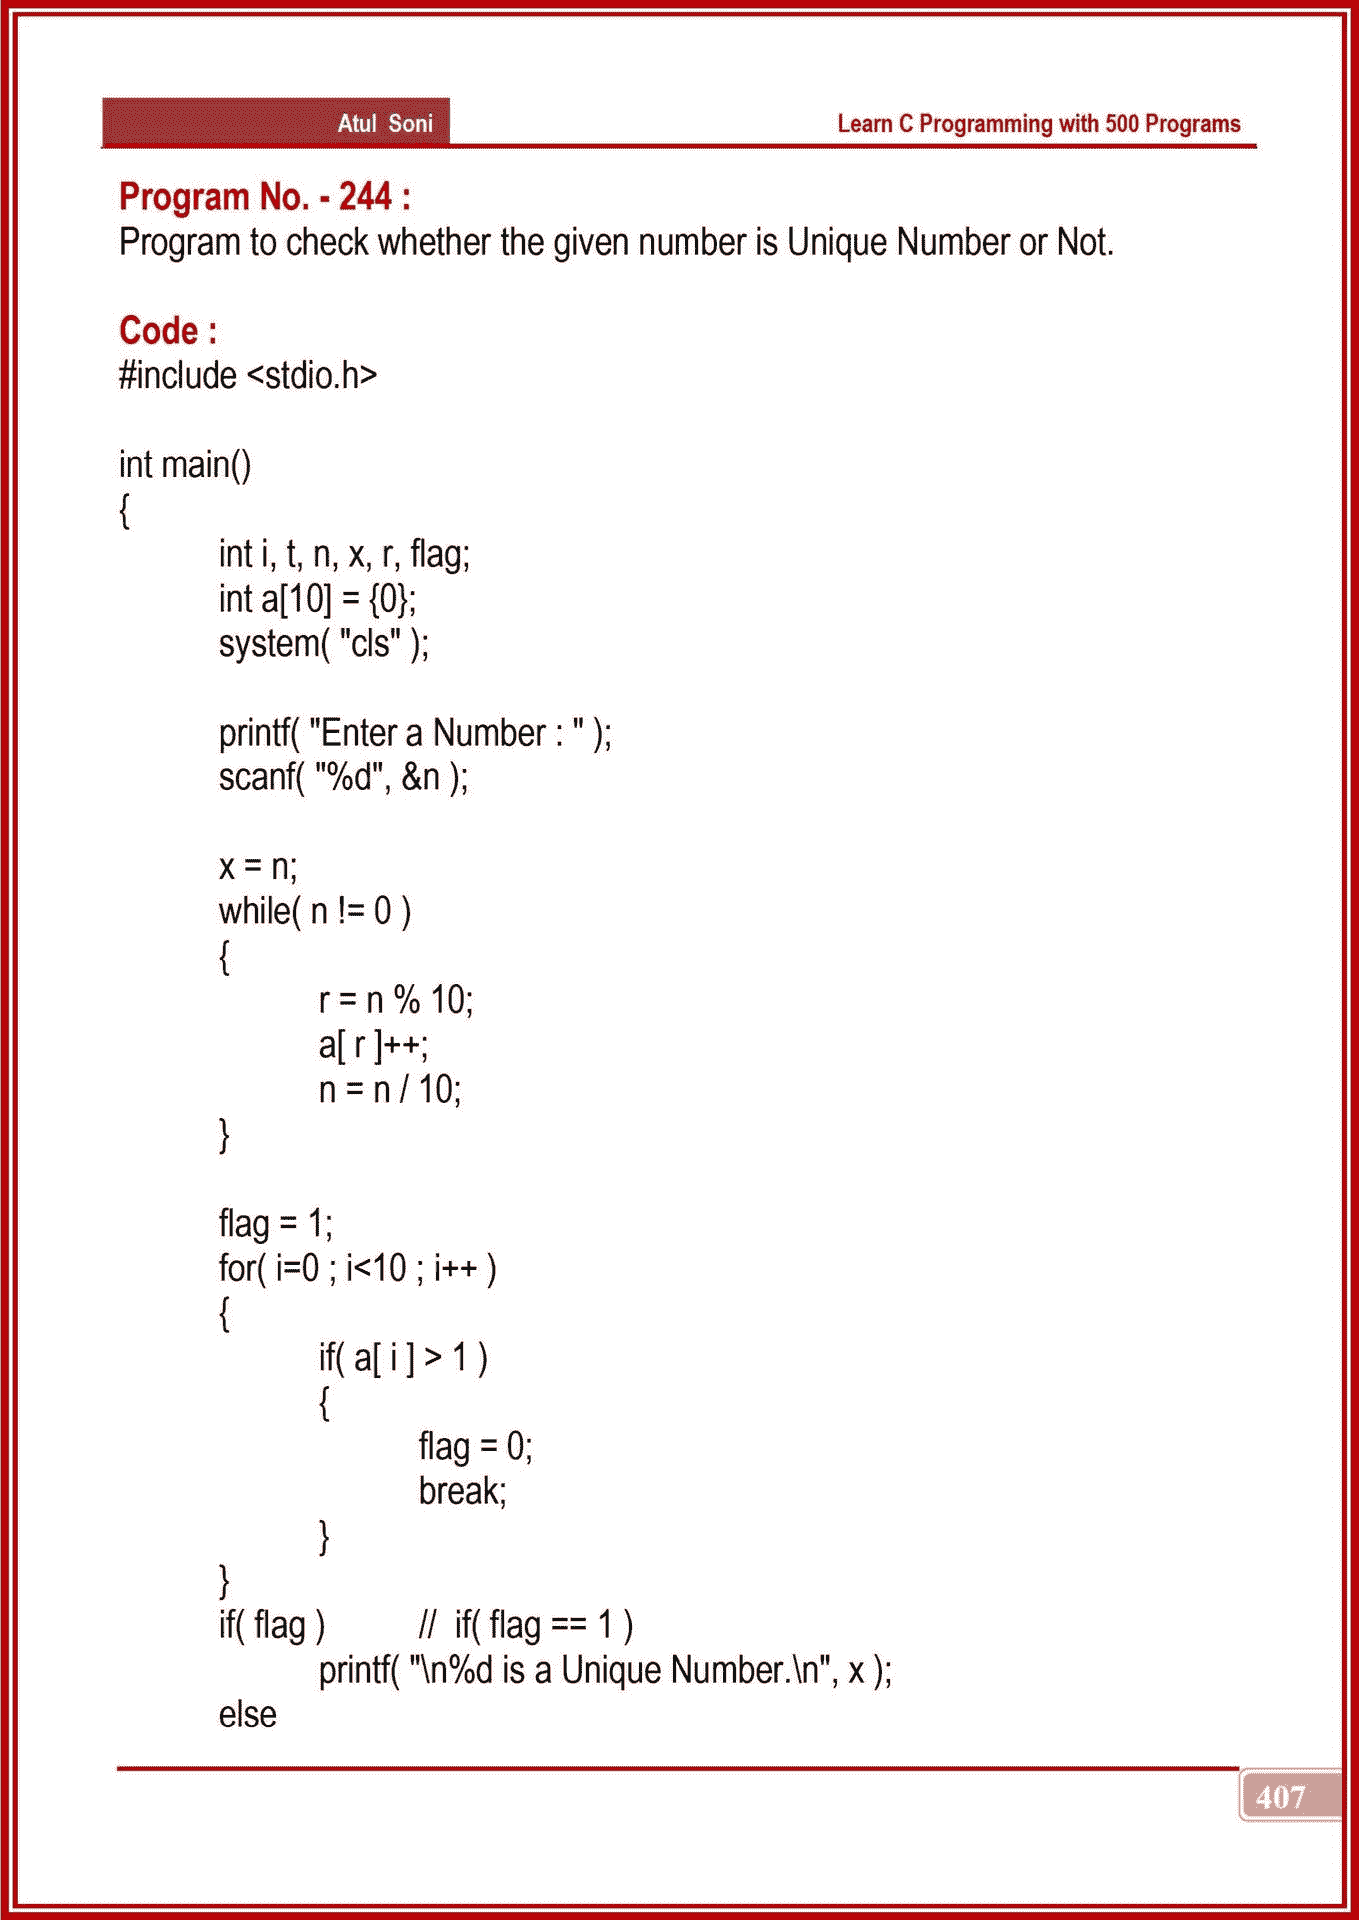 Atul Soni
Learn C Programming with 500 Programs
Program No. - 244 :
Program to check whether the given number is Unique Number or Not.
Code :
#include <stdio.h>
int main()
{
int i, t, n, x, r, flag;
int a[10] = {0};
system( "cls" );
printf( "Enter a Number : " );
scanf( "%d", &n );
x = n;
while( n != 0 )
{
r = n % 10;
a[ r ]++;
n = n / 10;
}
flag = 1;
for( i=0 ; i<10 ; i++ )
{
if( a[ i ] > 1 )
{
flag = 0;
break;
}
}
if( flag ) // if( flag == 1 )
printf( "\n%d is a Unique Number.\n", x );
else
407